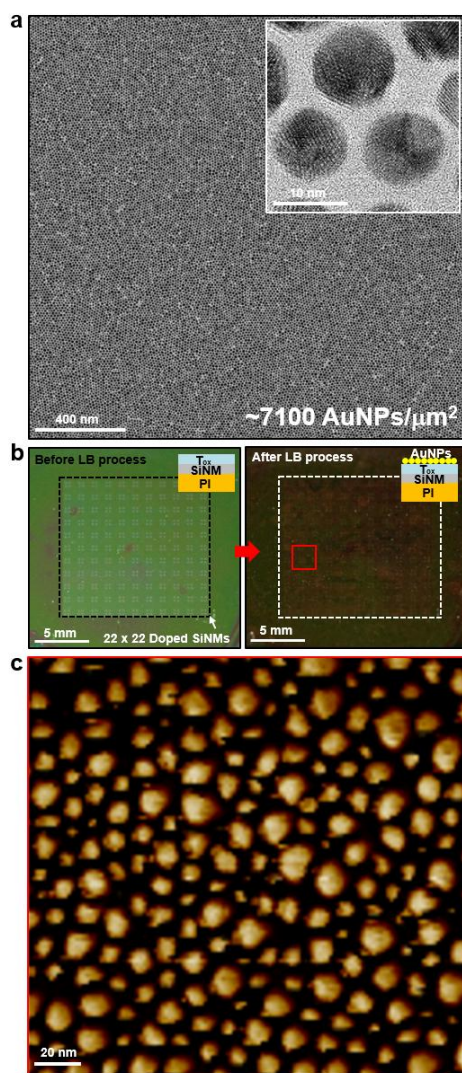 a
10 nm
400 nm
~7100 AuNPs/μm²
b
Before LB process
Tox
SiNM
PI
5 mm
22 x 22 Doped SiNMs
After LB process
AuNPs
Tox
SiNM
PI
5 mm
c
20 nm